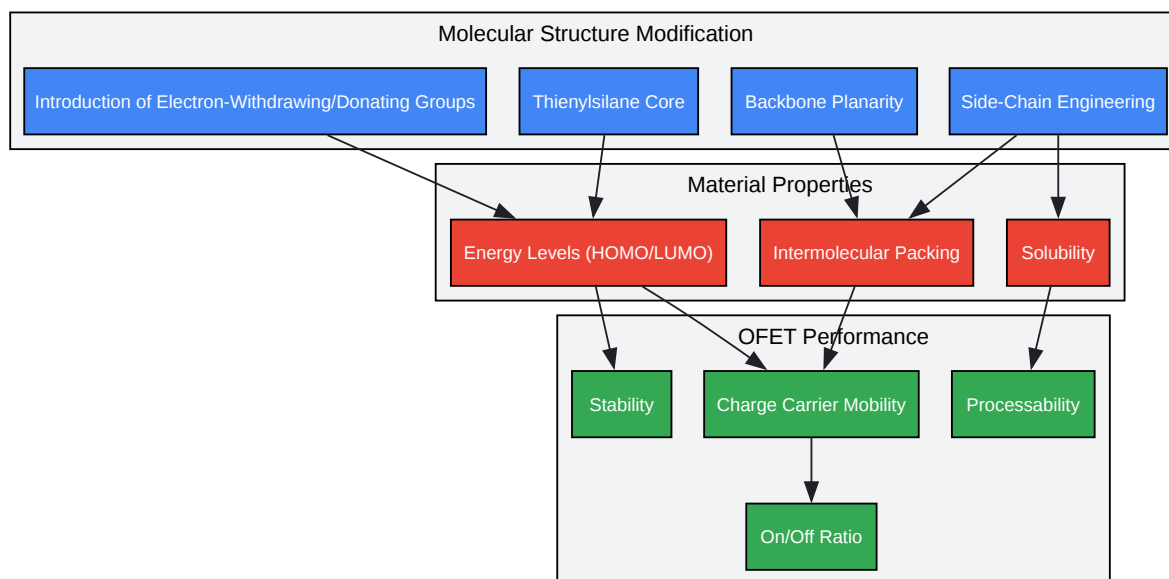 Molecular Structure Modification
Introduction of Electron-Withdrawing/Donating Groups
Thienylsilane Core
Backbone Planarity
Side-Chain Engineering
Material Properties
Energy Levels (HOMO/LUMO)
Intermolecular Packing
Solubility
OFET Performance
Stability
Charge Carrier Mobility
Processability
On/Off Ratio